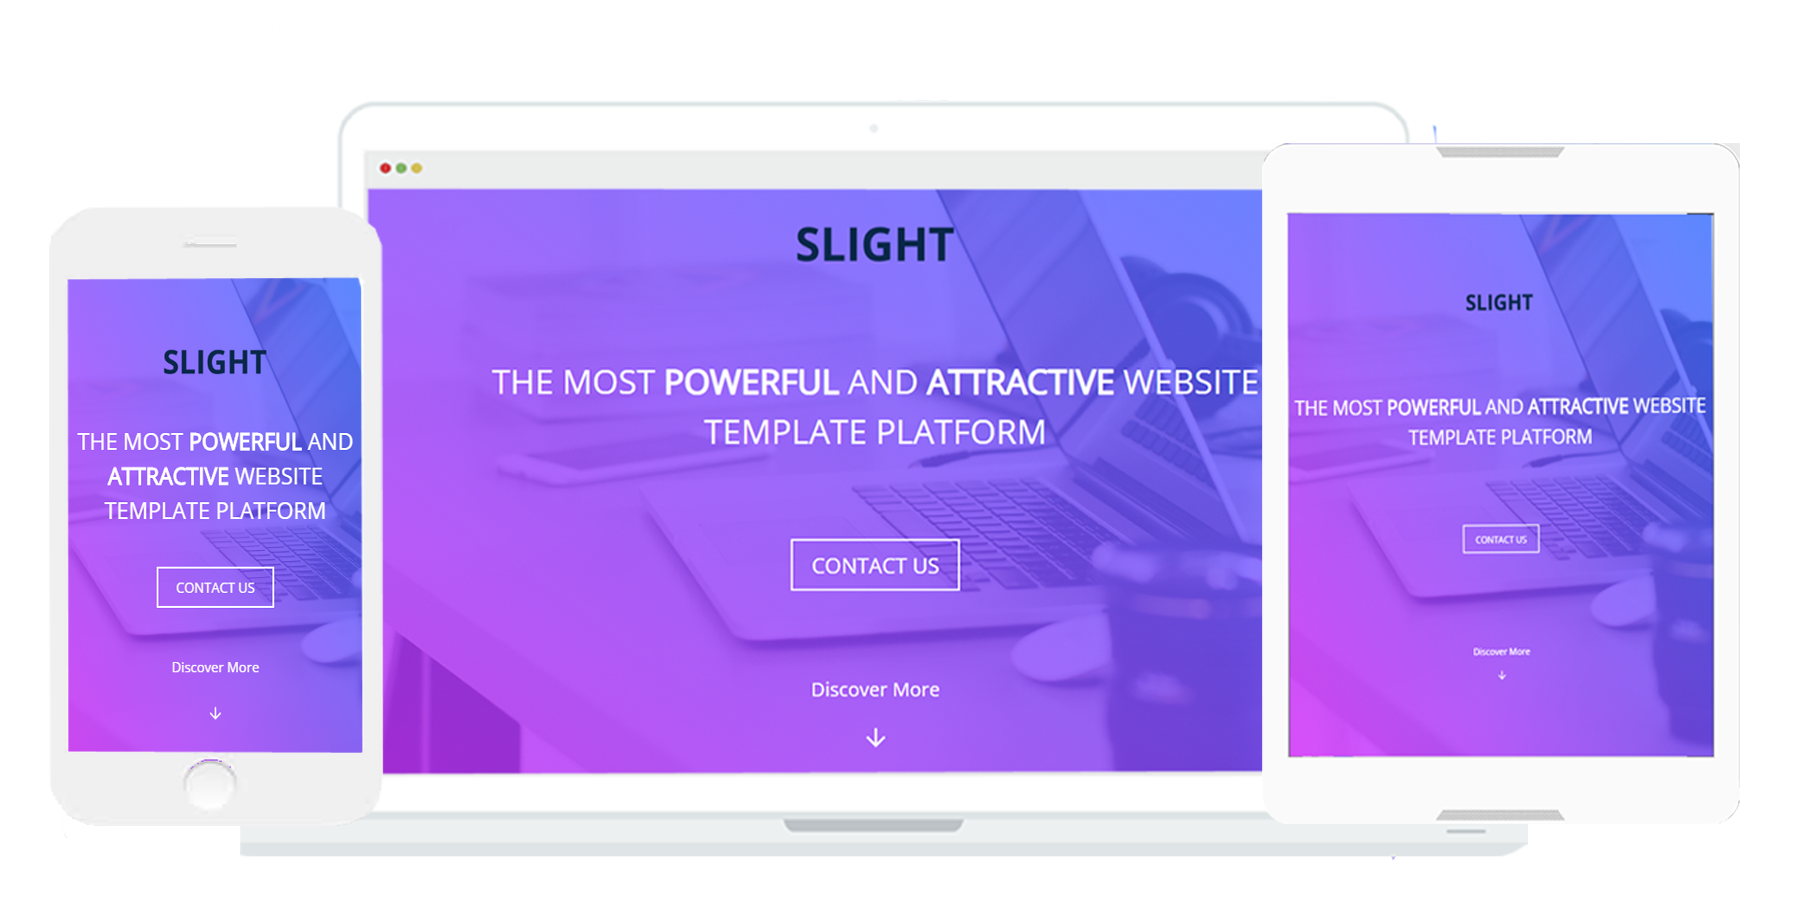 SLIGHT
THE MOST POWERFUL AND
ATTRACTIVE WEBSITE
TEMPLATE PLATFORM
CONTACT US
Discover More
SLIGHT
THE MOST POWERFUL AND ATTRACTIVE WEBSITE
TEMPLATE PLATFORM
CONTACT US
Discover More
SLIGHT
THE MOST POWERFUL AND ATTRACTIVE WEBSITE
TEMPLATE PLATFORM
CONTACT US
Discover More